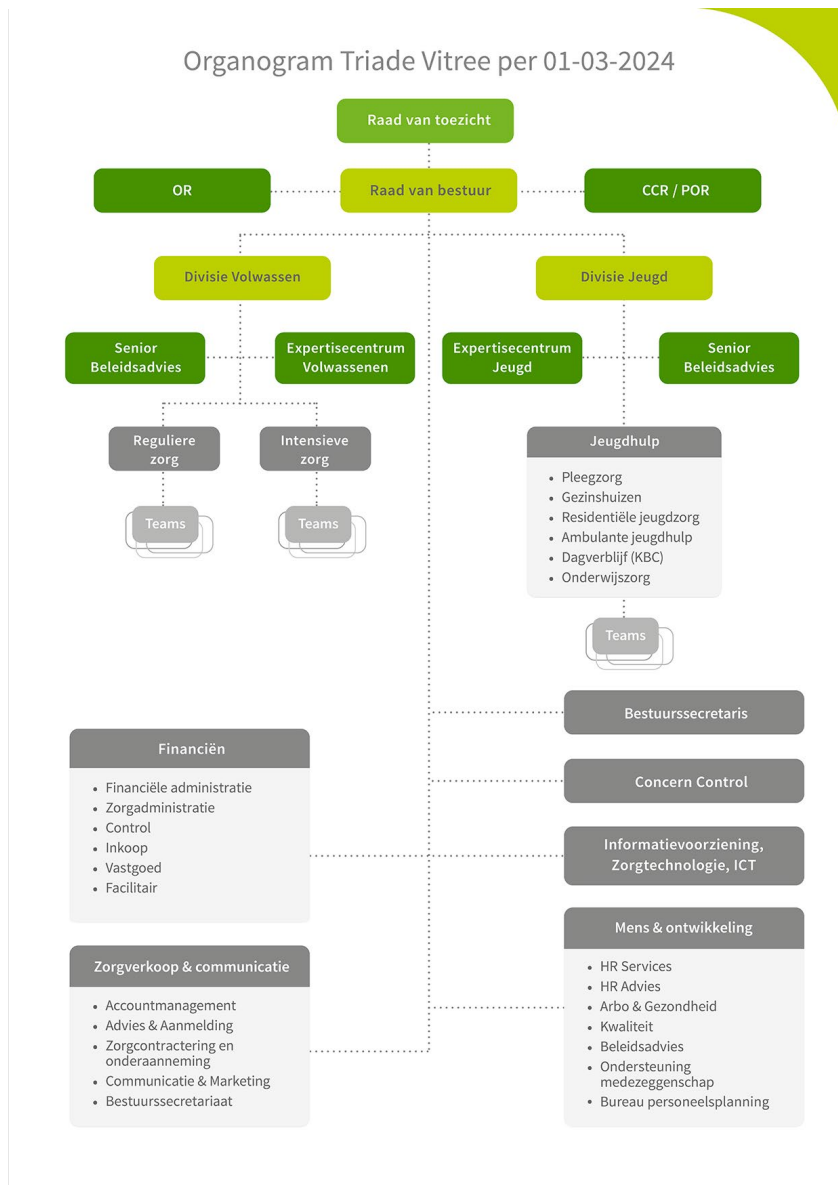 Organogram Triade Vitree per 01-03-2024
Raad van toezicht
OR
Raad van bestuur
CCR / POR
Divisie Volwassen
Divisie Jeugd
Senior
Beleidsadvies
Expertisecentrum
Volwassenen
Expertisecentrum
Jeugd
Senior
Beleidsadvies
Reguliere
zorg
Intensieve
zorg
Teams
Teams
Jeugdhulp
• Pleegzorg
• Gezinshuizen
• Residentiële jeugdzorg
• Ambulante jeugdhulp
• Dagverblijf (KBC)
• Onderwijszorg
Teams
Bestuurssecretaris
Concern Control
Informatievoorziening,
Zorgtechnologie, ICT
Financiën
• Financiële administratie
• Zorgadministratie
• Control
• Inkoop
• Vastgoed
• Facilitair
Mens & ontwikkeling
• HR Services
• HR Advies
• Arbo & Gezondheid
• Kwaliteit
• Beleidsadvies
• Ondersteuning
medezeggenschap
• Bureau personeelsplanning
Zorgverkoop & communicatie
• Accountmanagement
• Advies & Aanmelding
• Zorgcontractering en
onderaanneming
• Communicatie & Marketing
• Bestuurssecretariaat